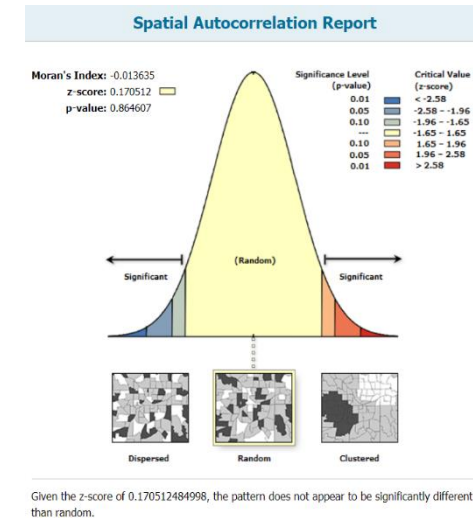 Spatial Autocorrelation Report
Moran's Index: -0.013635
z-score: 0.170512
p-value: 0.864607
Significance Level
(p-value)
Critical Value
(z-score)
0.01 < -2.58
0.05 -2.58 - -1.96
0.10 -1.96 - -1.65
--- -1.65 - 1.65
0.10 1.65 - 1.96
0.05 1.96 - 2.58
0.01 > 2.58
(Random)
Significant Significant
Dispersed Random Clustered
Given the z-score of 0.170512484998, the pattern does not appear to be significantly different
than random.